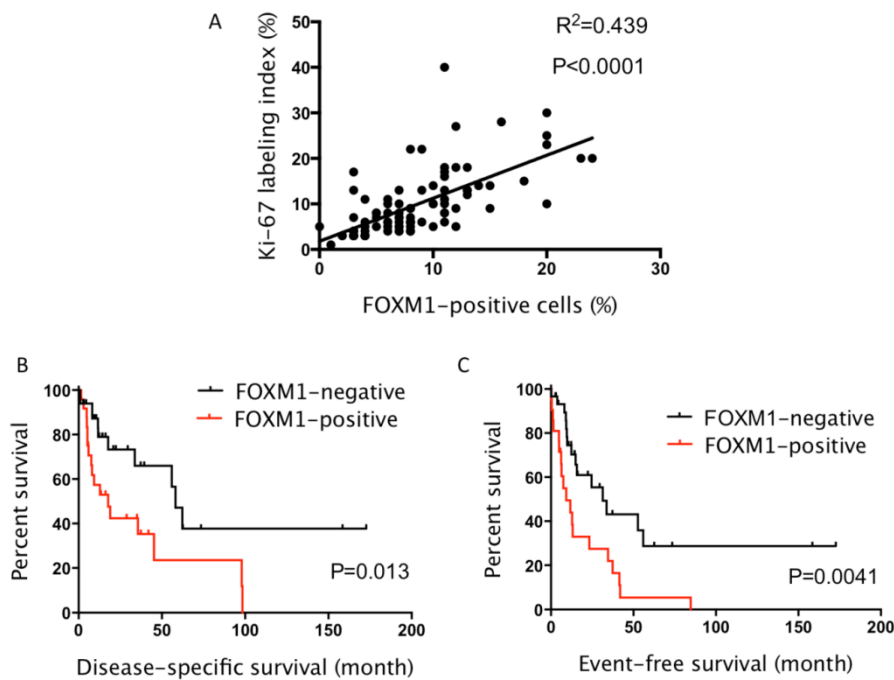 A
R²=0.439
P<0.0001
Ki-67 labeling index (%)
50
40
30
20
10
0
0 10 20 30
FOXM1-positive cells (%)
B
FOXM1-negative
FOXM1-positive
Percent survival
100
80
60
40
20
0
P=0.013
0 50 100 150 200
Disease-specific survival (month)
C
FOXM1-negative
FOXM1-positive
Percent survival
100
80
60
40
20
0
P=0.0041
0 50 100 150 200
Event-free survival (month)